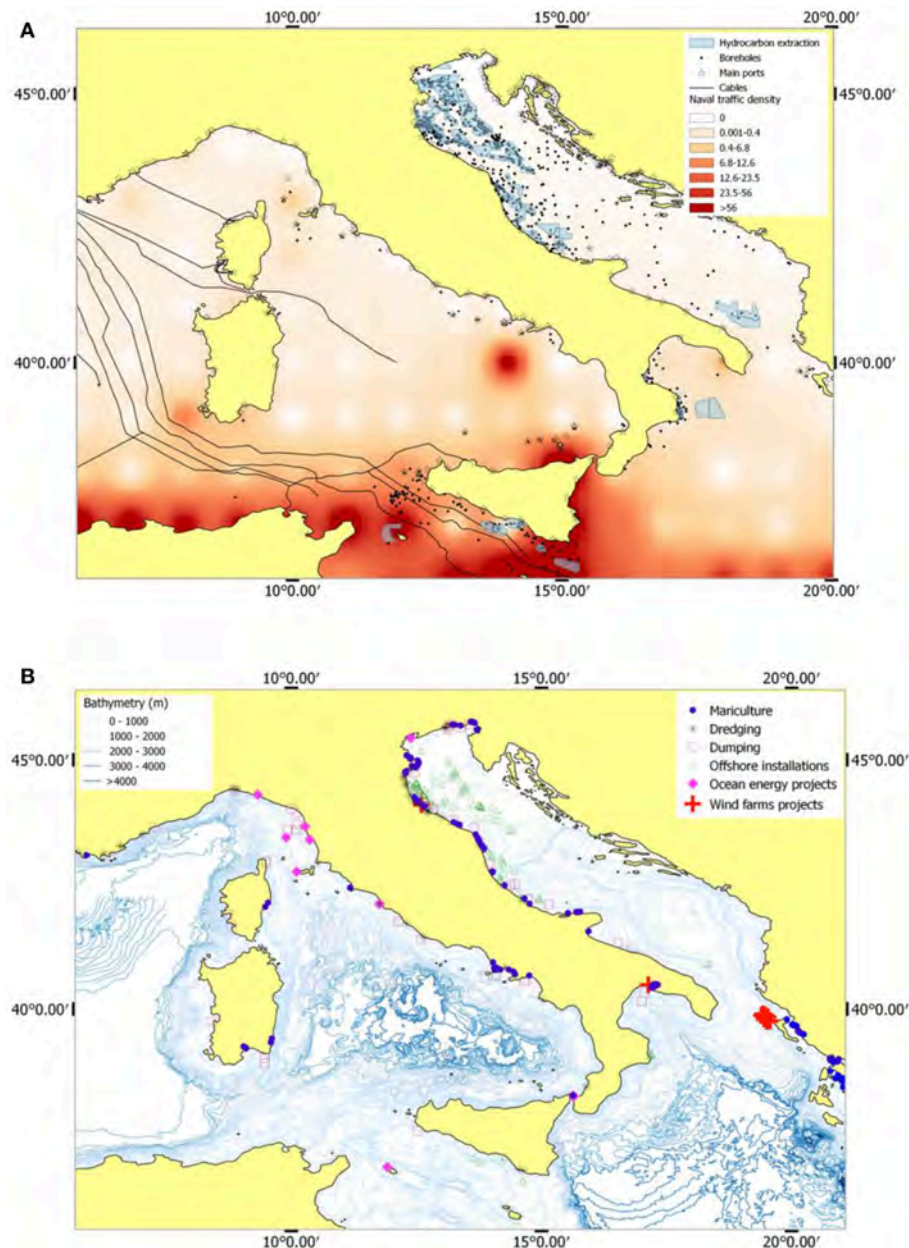 A
10°0.00′ 15°0.00′ 20°0.00′
45°0.00′ 45°0.00′
40°0.00′ 40°0.00′
Hydrocarbon extraction
Boreholes
Main ports
Cables
Naval traffic density
0
0.001-0.4
0.4-6.8
6.8-12.6
12.6-23.5
23.5-56
>56
10°0.00′ 15°0.00′ 20°0.00′
B
10°0.00′ 15°0.00′ 20°0.00′
Bathymetry (m)
0 - 1000
1000 - 2000
2000 - 3000
3000 - 4000
>4000
Mariculture
Dredging
Dumping
Offshore installations
Ocean energy projects
Wind farms projects
45°0.00′ 45°0.00′
40°0.00′ 40°0.00′
10°0.00′ 15°0.00′ 20°0.00′